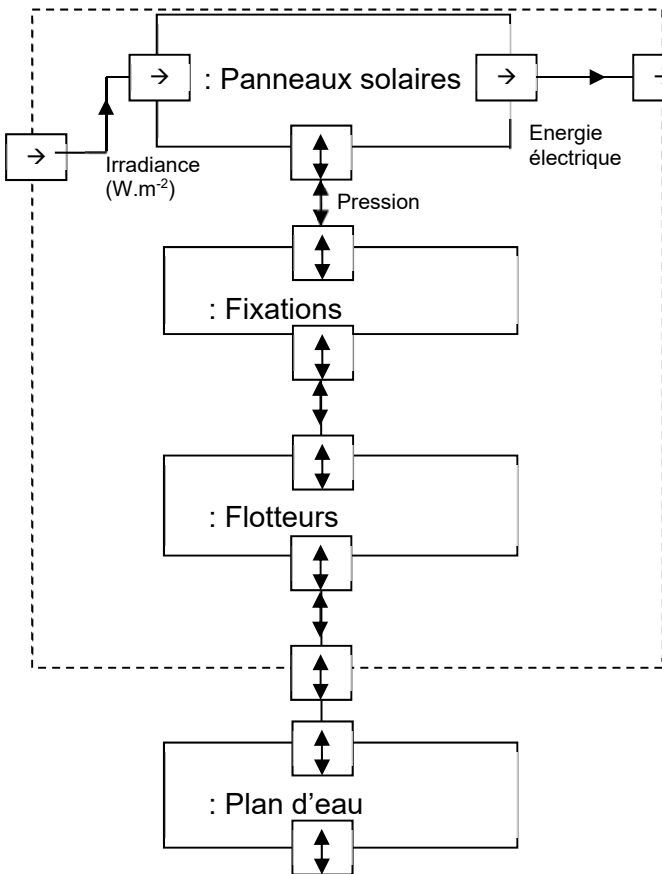 : Panneaux solaires
Energie
électrique
Irradiance
(W.m-2)
Pression
: Fixations
: Flotteurs
: Plan d’eau